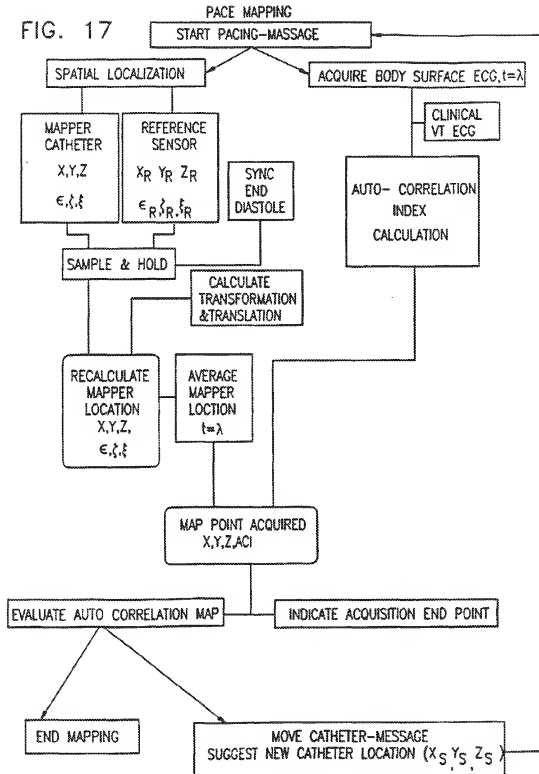 FIG. 17
PACE MAPPING
START PACING-MASSAGE
SPATIAL LOCALIZATION
ACQUIRE BODY SURFACE ECG,t=λ
MAPPER
CATHETER
X,Y,Z
ϵ,ζ,ξ
REFERENCE
SENSOR
XR YR ZR
ϵR,ζR,ξR
CLINICAL
VT ECG
SYNC
END
DIASTOLE
AUTO- CORRELATION
INDEX
CALCULATION
SAMPLE & HOLD
CALCULATE
TRANSFORMATION
&TRANSLATION
RECALCULATE
MAPPER
LOCATION
X,Y,Z,
ϵ,ζ,ξ
AVERAGE
MAPPER
LOCTION
t=λ
MAP POINT ACQUIRED
X,Y,Z,ACI
EVALUATE AUTO CORRELATION MAP
INDICATE ACQUISITION END POINT
END MAPPING
MOVE CATHETER-MESSAGE
SUGGEST NEW CATHETER LOCATION (XS,YS,ZS)